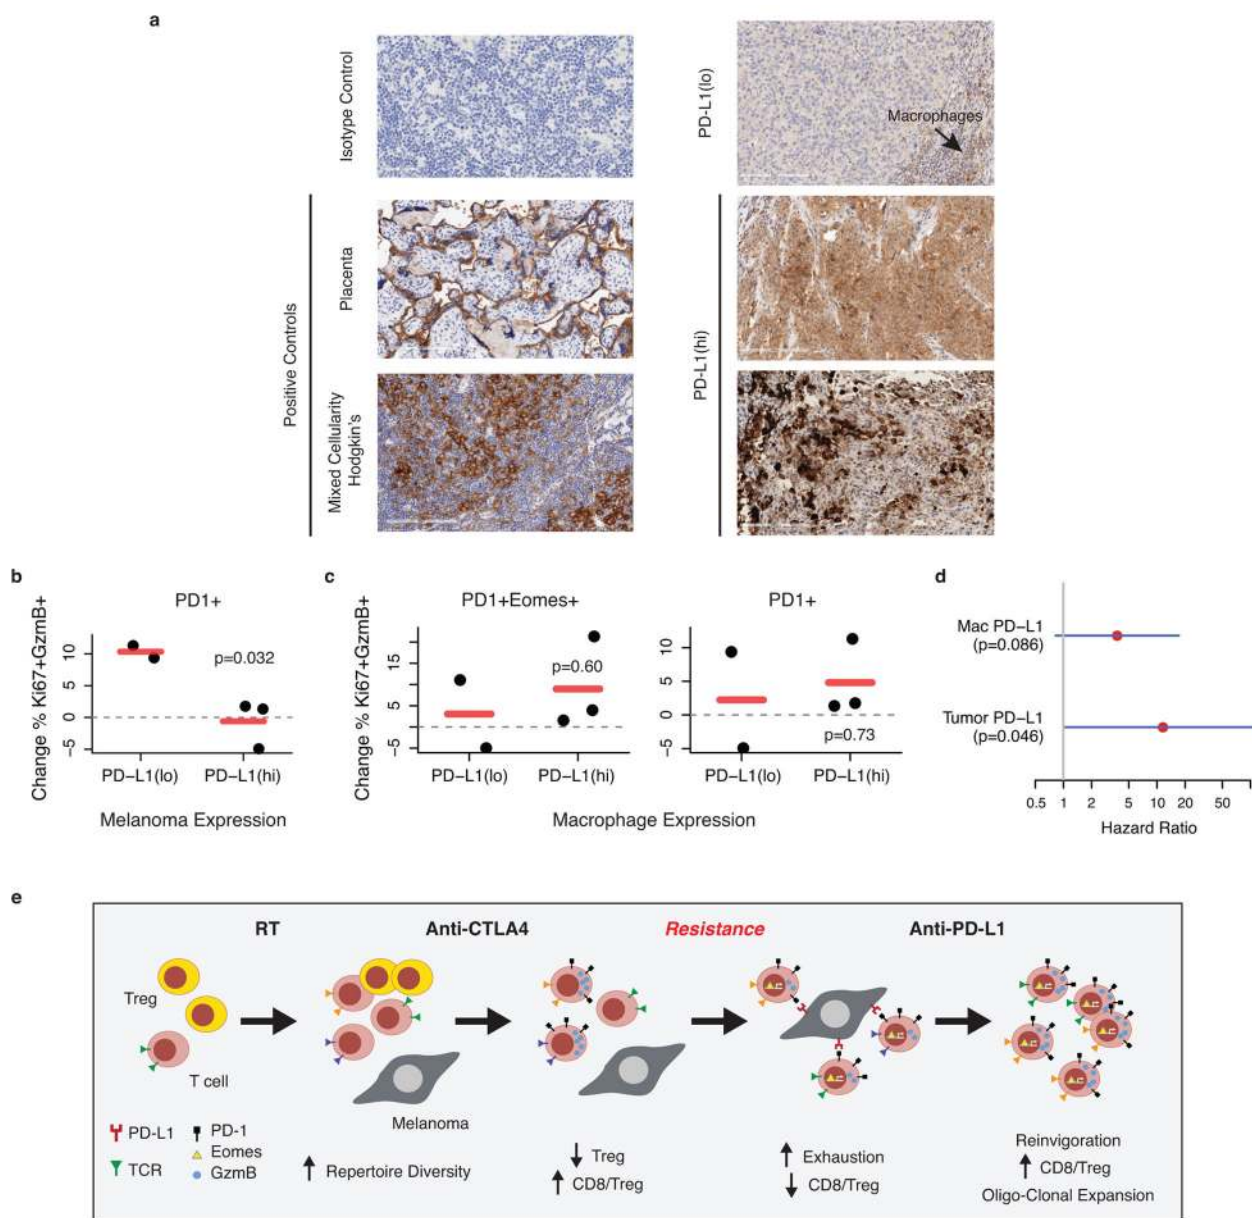 a
Isotype Control
PD-L1(lo)
Macrophages
Positive Controls
Placenta
Mixed Cellularity
Hodgkin's
PD-L1(hi)
b
PD1+
Change % Ki67+GzmB+
10
5
0
−5
p=0.032
PD−L1(lo)
PD−L1(hi)
Melanoma Expression
c
PD1+Eomes+
Change % Ki67+GzmB+
15
5
−5
p=0.60
PD−L1(lo)
PD−L1(hi)
PD1+
10
5
0
−5
p=0.73
PD−L1(lo)
PD−L1(hi)
Macrophage Expression
d
Mac PD−L1
(p=0.086)
Tumor PD−L1
(p=0.046)
0.5 1 2 5 10 20 50
Hazard Ratio
e
RT
Anti-CTLA4
Resistance
Anti-PD-L1
Treg
T cell
Melanoma
PD-L1
PD-1
Eomes
TCR
GzmB
Repertoire Diversity
Treg
CD8/Treg
Exhaustion
CD8/Treg
Reinvigoration
CD8/Treg
Oligo-Clonal Expansion